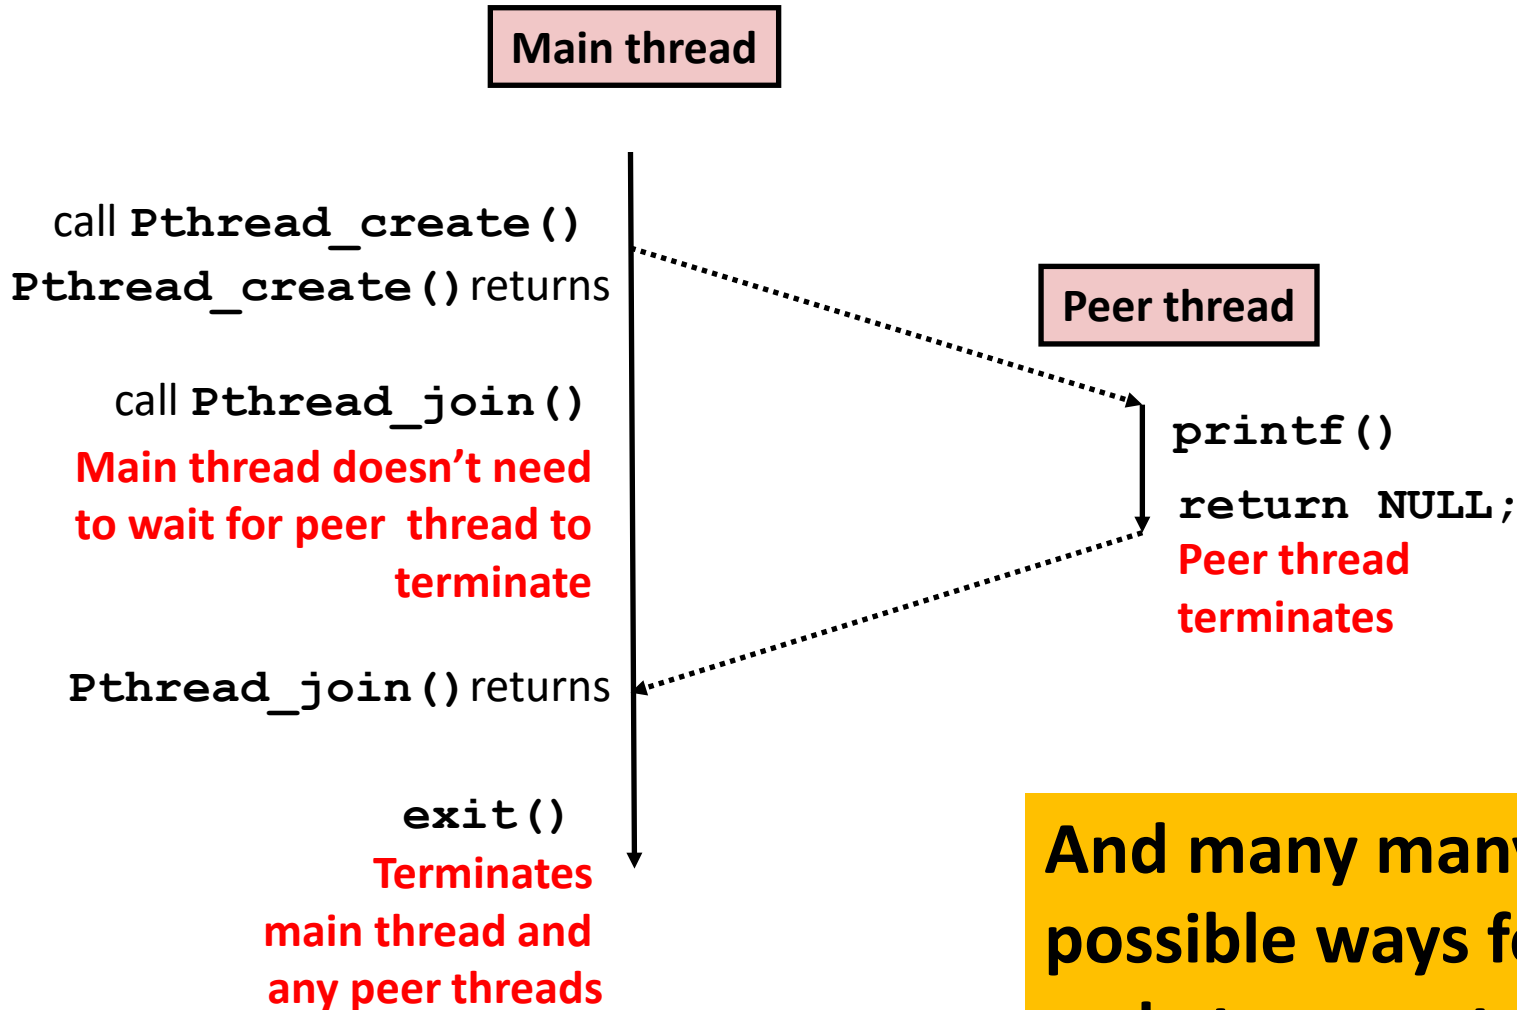 Main thread
call Pthread_create()
Pthread_create() returns
Peer thread
call Pthread_join()
Main thread doesn’t need
to wait for peer  thread to
terminate
printf()
return NULL;
Peer thread
terminates
Pthread_join() returns
exit()
Terminates
main thread and
any peer threads
And many many
possible ways